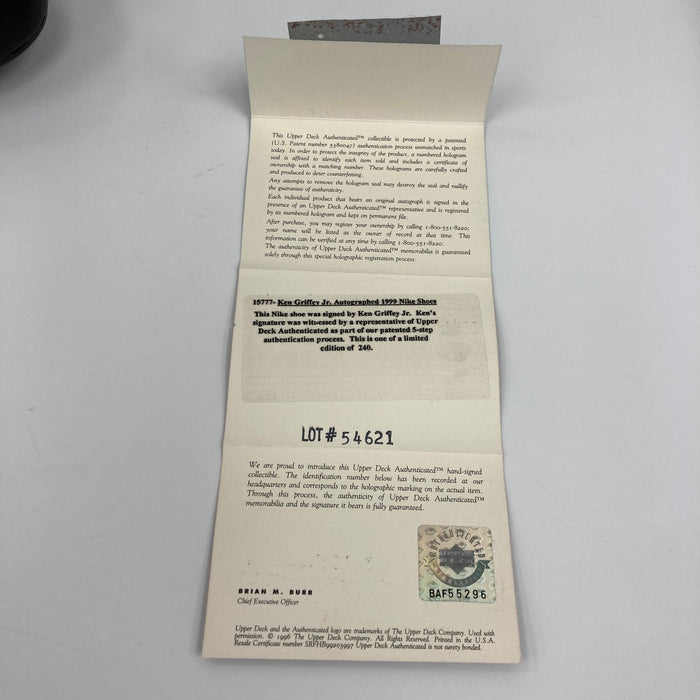 This Upper Deck Authenticated™ collectible is protected by a patented
(U.S. Patent number 5380047) authentication process unmatched in sports
today. In order to protect the integrity of the product, a numbered hologram
seal is affixed to identify each item sold and includes a certificate of
ownership with a matching number. These holograms are carefully crafted
and produced to deter counterfeiting.
Any attempts to remove the hologram seal may destroy the seal and nullify
the guarantee of authenticity.
Each individual product that bears an original autograph is signed in the
presence of an Upper Deck Authenticated™ representative and is registered
by its numbered hologram and kept on permanent file.
After purchase, you may register your ownership by calling 1-800-551-8220;
your name will be listed as the owner of record at that time. This
information can be verified at any time by calling 1-800-551-8220.
The authenticity of Upper Deck Authenticated™ memorabilia is guaranteed
solely through this special holographic registration process.
15777- Ken Griffey Jr. Autographed 1999 Nike Shoes
This Nike shoe was signed by Ken Griffey Jr. Ken's
signature was witnessed by a representative of Upper
Deck Authenticated as part of our patented 5-step
authentication process. This is one of a limited
edition of 240.
LOT # 54621
We are proud to introduce this Upper Deck Authenticated™ hand-signed
collectible. The identification number below has been recorded at our
headquarters and corresponds to the holographic marking on the actual item.
Through this process, the authenticity of Upper Deck Authenticated™
memorabilia and the signature it bears is fully guaranteed.
AUTHENTICATED
UPPER
DECK
BAF55296
BRIAN M. BURR
Chief Executive Officer
Upper Deck and the Authenticated logo are trademarks of The Upper Deck Company. Used with
permission. © 1996 The Upper Deck Company. All Rights Reserved. Printed in the U.S.A.
Resale Certificate number SRFHB99203997 Upper Deck Authenticated is not surety bonded.